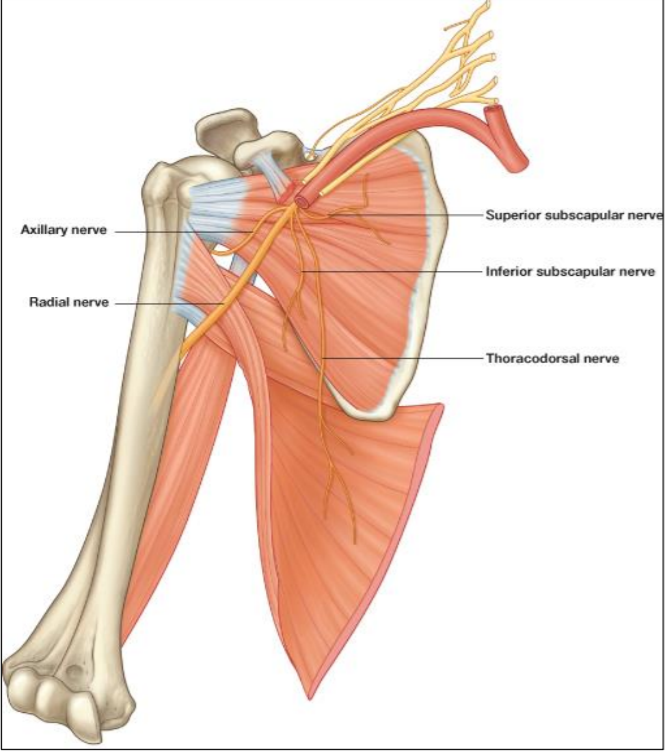 Superior subscapular nerve
Axillary nerve
Inferior subscapular nerve
Radial nerve
Thoracodorsal nerve